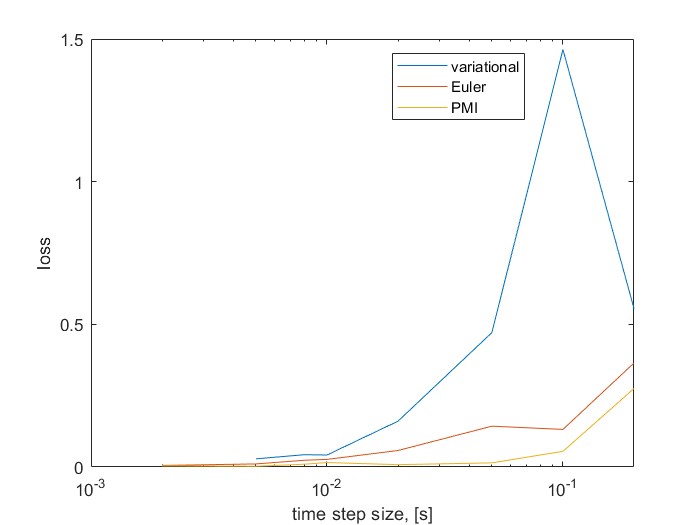 1.5
variational
Euler
PMI
1
loss
0.5
0
10^-3
10^-2
10^-1
time step size, [s]